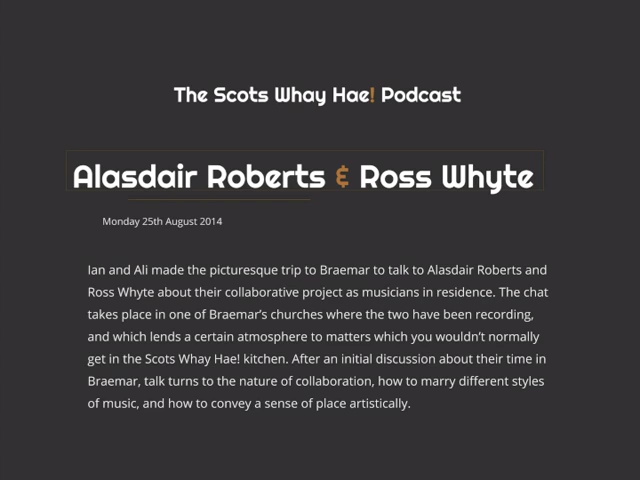 The Scots Whay Hae! Podcast
Alasdair Roberts & Ross Whyte
Monday 25th August 2014
Ian and Ali made the picturesque trip to Braemar to talk to Alasdair Roberts and
Ross Whyte about their collaborative project as musicians in residence. The chat
takes place in one of Braemar’s churches where the two have been recording,
and which lends a certain atmosphere to matters which you wouldn’t normally
get in the Scots Whay Hae! kitchen. After an initial discussion about their time in
Braemar, talk turns to the nature of collaboration, how to marry different styles
of music, and how to convey a sense of place artistically.